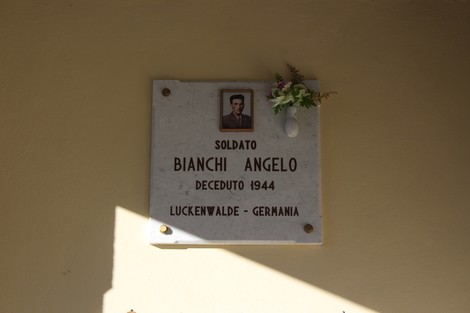 SOLDATO
BIANCHI ANGELO
DECEDUTO 1944
LUCKENWALDE - GERMANIA